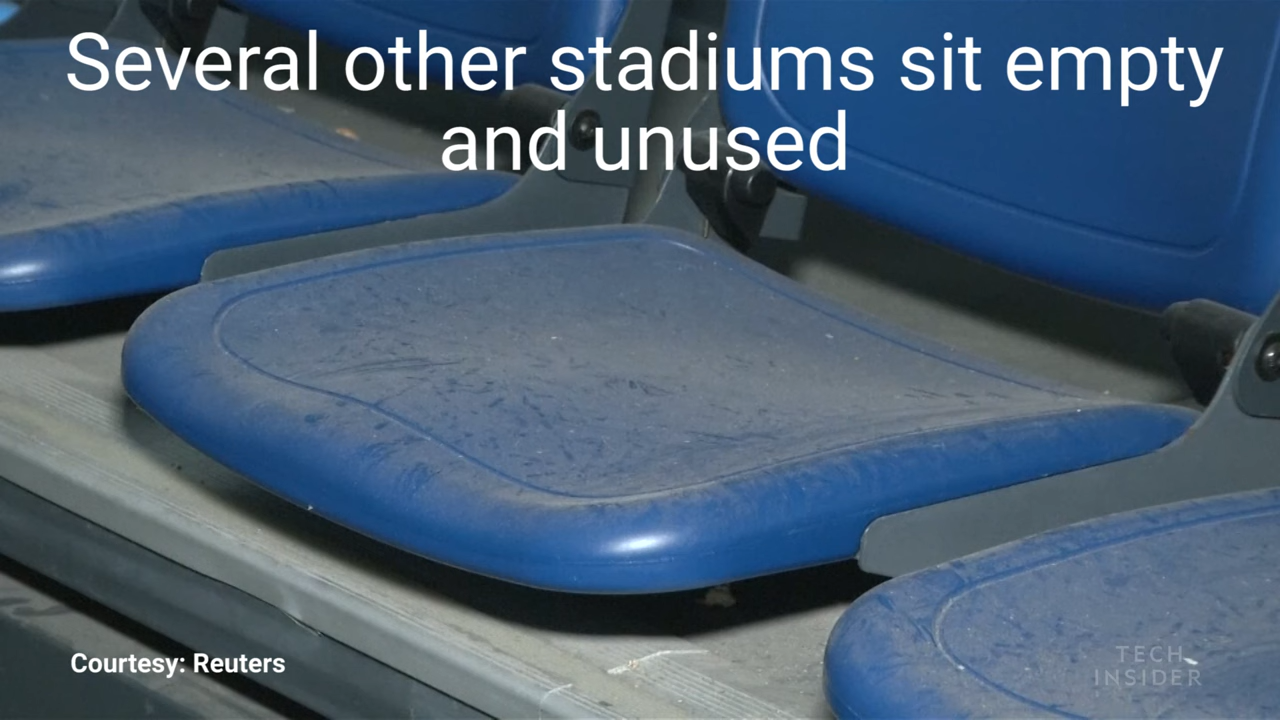 Several other stadiums sit empty
and unused
Courtesy: Reuters
TECH
INSIDER